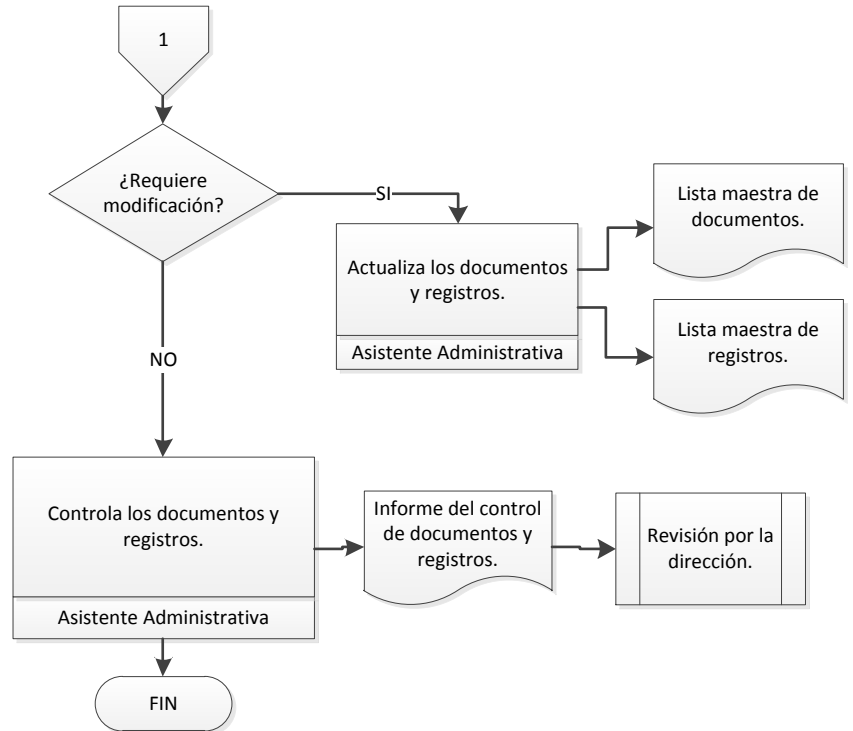 1
¿Requiere
modificación?
SI
Lista maestra de
documentos.
Actualiza los documentos
y registros.
Asistente Administrativa
Lista maestra de
registros.
NO
Controla los documentos y
registros.
Asistente Administrativa
Informe del control
de documentos y
registros.
Revisión por la
dirección.
FIN